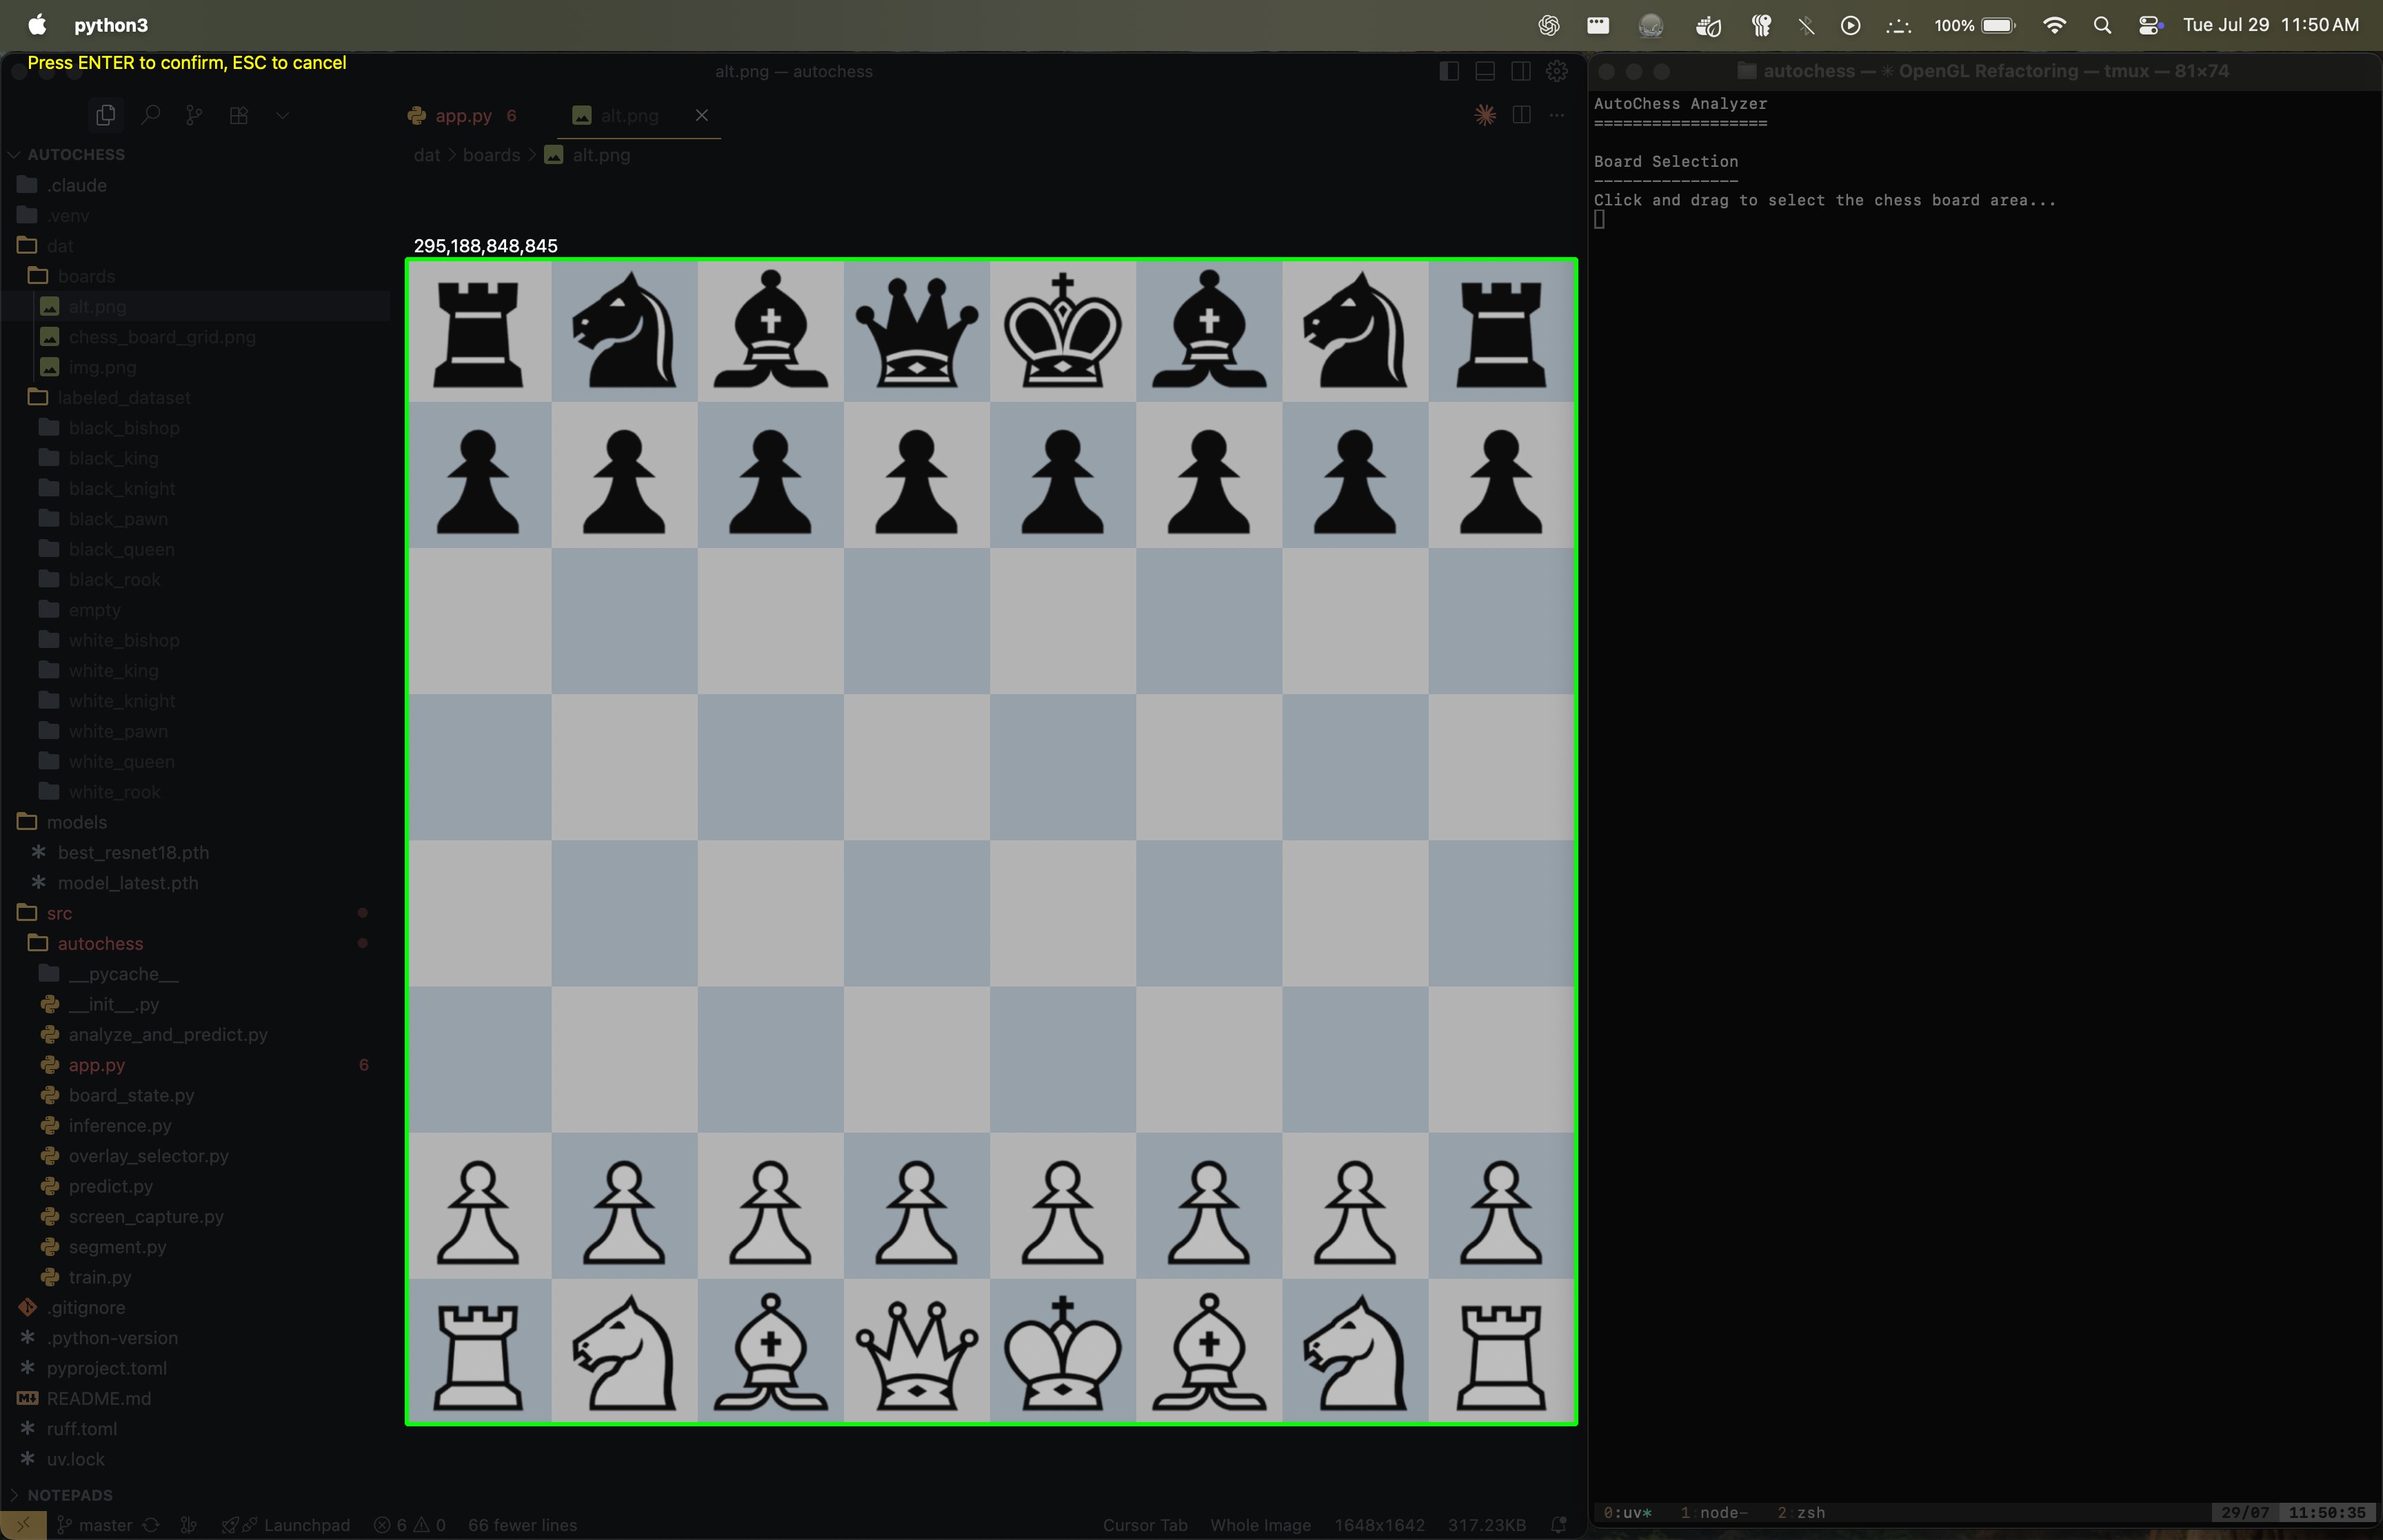 python3
100%
Tue Jul 29 11:50 AM
Press ENTER to confirm, ESC to cancel
alt.png — autochess
app.py 6
alt.png
dat > boards > alt.png
AUTOCHESS
.claude
.venv
dat
boards
alt.png
chess_board_grid.png
img.png
labeled_dataset
black_bishop
black_king
black_knight
black_pawn
black_queen
black_rook
empty
white_bishop
white_king
white_knight
white_pawn
white_queen
white_rook
models
best_resnet18.pth
model_latest.pth
src
autochess
__pycache__
__init__.py
analyze_and_predict.py
app.py 6
board_state.py
inference.py
overlay_selector.py
predict.py
screen_capture.py
segment.py
train.py
.gitignore
.python-version
pyproject.toml
README.md
ruff.toml
uv.lock
NOTEPADS
295,188,848,845
master
Launchpad
6 0
66 fewer lines
Cursor Tab
Whole Image
1648x1642
317.23KB
autochess — ✳ OpenGL Refactoring — tmux — 81×74
AutoChess Analyzer
==================
Board Selection
---------------
Click and drag to select the chess board area...
0:uv* 1:node- 2:zsh
29/07 11:50:35